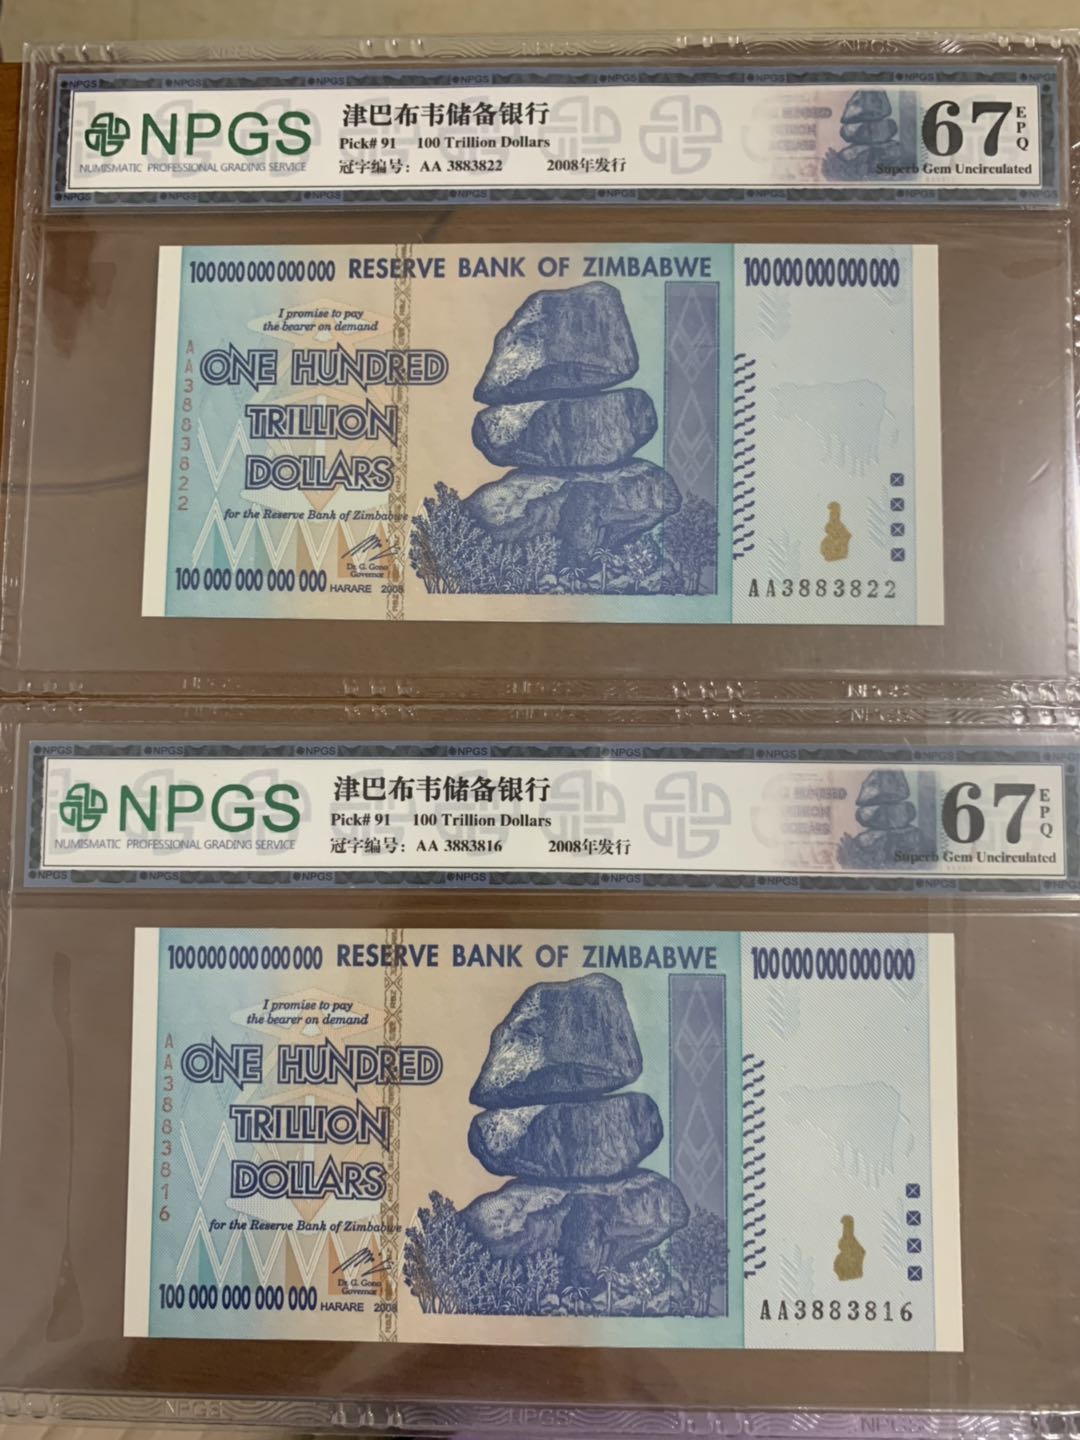 NPGS
NUMISMATIC PROFESSIONAL GRADING SERVICE
津巴布韦储备银行
Pick# 91 100 Trillion Dollars
冠字编号：AA 3883822 2008年发行
67
EPQ
Superb Gem Uncirculated
100 000 000 000 000 RESERVE BANK OF ZIMBABWE 100 000 000 000 000
I promise to pay
the bearer on demand
ONE HUNDRED
TRILLION
DOLLARS
for the Reserve Bank of Zimbabwe
Dr. G. Gono
Governor
100 000 000 000 000 HARARE 2008
AA3883822
AA3883822
NPGS
NUMISMATIC PROFESSIONAL GRADING SERVICE
津巴布韦储备银行
Pick# 91 100 Trillion Dollars
冠字编号：AA 3883816 2008年发行
67
EPQ
Superb Gem Uncirculated
100 000 000 000 000 RESERVE BANK OF ZIMBABWE 100 000 000 000 000
I promise to pay
the bearer on demand
ONE HUNDRED
TRILLION
DOLLARS
for the Reserve Bank of Zimbabwe
Dr. G. Gono
Governor
100 000 000 000 000 HARARE 2008
AA3883816
AA3883816